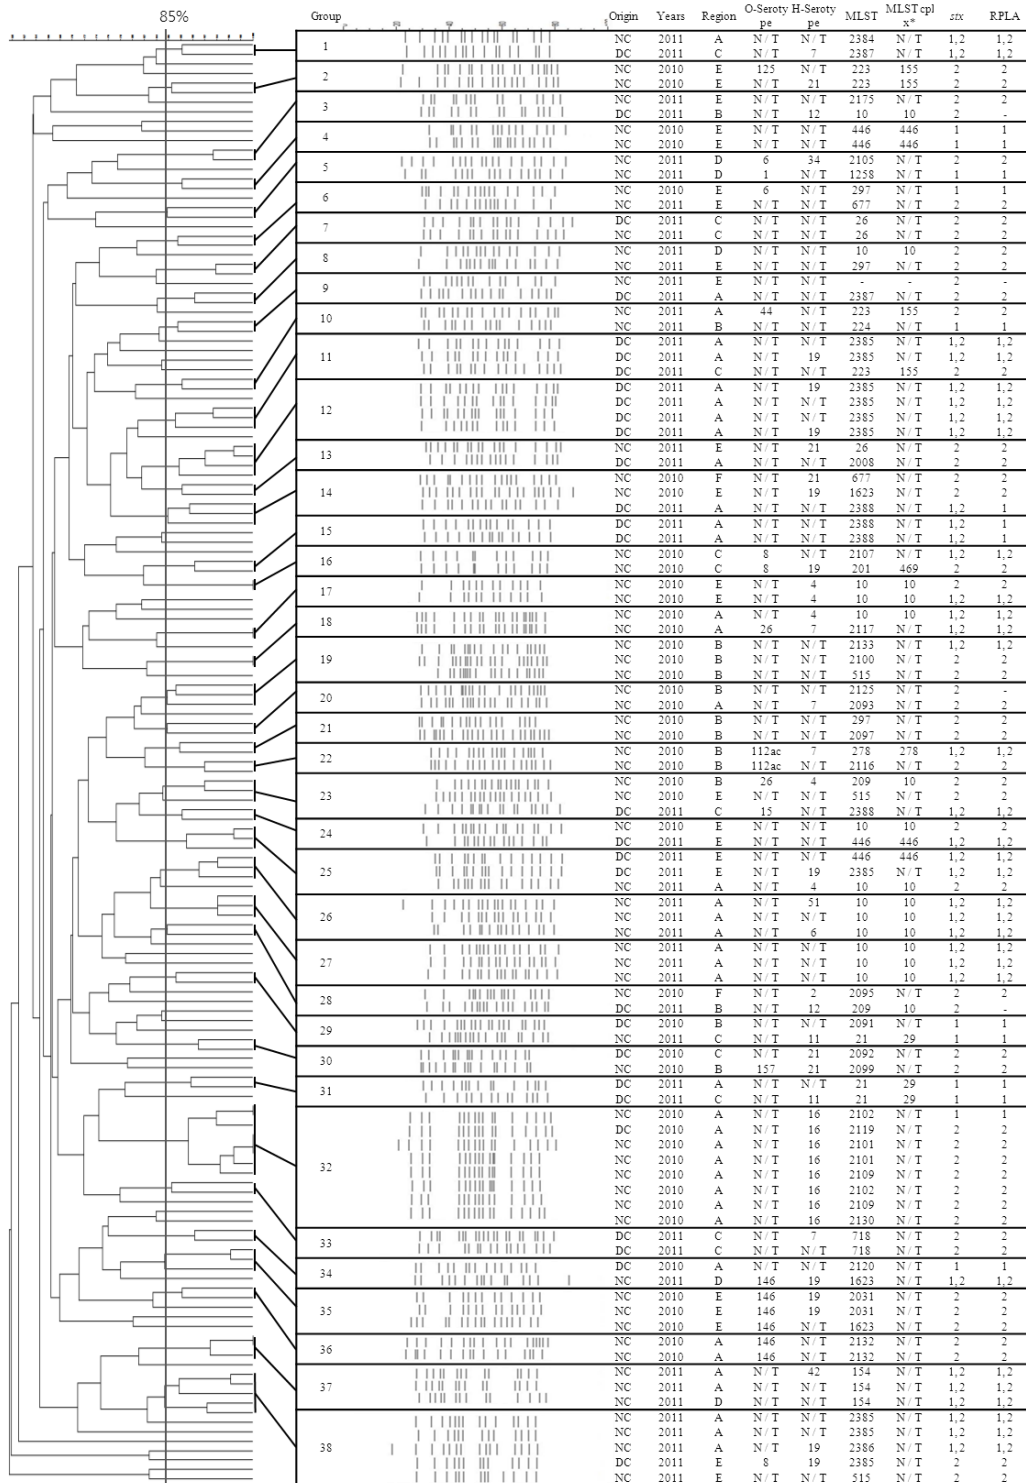 85%
Group Origin Years Region O-Seroty H-Seroty MLST MLST cpl stx RPLA
pe pe x*
1 NC 2011 A N/T N/T 2384 N/T 1,2 1,2
DC 2011 C N/T 7 2387 N/T 1,2 1,2
2 NC 2010 E 125 N/T 223 155 2 2
NC 2010 E N/T 21 223 155 2 2
3 NC 2011 E N/T N/T 2175 N/T 2 2
DC 2011 B N/T 12 10 10 2 -
4 NC 2010 E N/T N/T 446 446 1 1
NC 2010 E N/T N/T 446 446 1 1
5 NC 2011 D 6 34 2105 N/T 2 2
NC 2011 D 1 N/T 1258 N/T 1 1
6 NC 2010 E 6 N/T 297 N/T 1 1
NC 2011 E N/T N/T 677 N/T 2 2
7 DC 2011 C N/T N/T 26 N/T 2 2
NC 2011 C N/T N/T 26 N/T 2 2
8 NC 2011 D N/T N/T 10 10 2 2
NC 2011 E N/T N/T 297 N/T 2 2
9 NC 2011 E N/T N/T - - 2 -
DC 2011 A N/T N/T 2387 N/T 2 2
10 NC 2011 A 44 N/T 223 155 2 2
NC 2011 B N/T N/T 224 N/T 1 1
11 DC 2011 A N/T N/T 2385 N/T 1,2 1,2
DC 2011 A N/T 19 2385 N/T 1,2 1,2
DC 2011 C N/T N/T 223 155 2 2
12 DC 2011 A N/T 19 2385 N/T 1,2 1,2
DC 2011 A N/T N/T 2385 N/T 1,2 1,2
DC 2011 A N/T N/T 2385 N/T 1,2 1,2
DC 2011 A N/T 19 2385 N/T 1,2 1,2
13 NC 2011 E N/T 21 26 N/T 2 2
DC 2011 A N/T N/T 2008 N/T 2 2
14 NC 2010 F N/T 21 677 N/T 2 2
NC 2010 E N/T 19 1623 N/T 2 2
DC 2011 A N/T N/T 2388 N/T 1,2 1
15 DC 2011 A N/T N/T 2388 N/T 1,2 1
DC 2011 A N/T N/T 2388 N/T 1,2 1
16 NC 2010 C 8 N/T 2107 N/T 1,2 1,2
NC 2010 C 8 19 201 469 2 2
17 NC 2010 E N/T 4 10 10 2 2
NC 2010 E N/T 4 10 10 1,2 1,2
18 NC 2010 A N/T 4 10 10 1,2 1,2
NC 2010 A 26 7 2117 N/T 1,2 1,2
19 NC 2010 B N/T N/T 2133 N/T 1,2 1,2
NC 2010 B N/T N/T 2100 N/T 2 2
NC 2010 B N/T N/T 515 N/T 2 2
20 NC 2010 B N/T N/T 2125 N/T 2 -
NC 2010 A N/T 7 2093 N/T 2 2
21 NC 2010 B N/T N/T 297 N/T 2 2
NC 2010 B N/T N/T 2097 N/T 2 2
22 NC 2010 B 112ac 7 278 278 1,2 1,2
NC 2010 B 112ac N/T 2116 N/T 2 2
23 NC 2010 B 26 4 209 10 2 2
NC 2010 E N/T N/T 515 N/T 2 2
DC 2011 C 15 N/T 2388 N/T 1,2 1,2
24 NC 2010 E N/T N/T 10 10 2 2
DC 2011 E N/T N/T 446 446 1,2 1,2
25 DC 2011 E N/T N/T 446 446 1,2 1,2
DC 2011 E N/T 19 2385 N/T 1,2 1,2
NC 2011 A N/T 4 10 10 2 2
26 NC 2011 A N/T 51 10 10 1,2 1,2
NC 2011 A N/T N/T 10 10 1,2 1,2
NC 2011 A N/T 6 10 10 1,2 1,2
27 NC 2011 A N/T N/T 10 10 1,2 1,2
NC 2011 A N/T N/T 10 10 1,2 1,2
NC 2011 A N/T N/T 10 10 1,2 1,2
28 NC 2010 F N/T 2 2095 N/T 2 2
DC 2011 B N/T 12 209 10 2 -
29 DC 2010 B N/T N/T 2091 N/T 1 1
NC 2011 C N/T 11 21 29 1 1
30 DC 2010 C N/T 21 2092 N/T 2 2
NC 2010 B 157 21 2099 N/T 2 2
31 DC 2011 A N/T N/T 21 29 1 1
DC 2011 C N/T 11 21 29 1 1
32 NC 2010 A N/T 16 2102 N/T 1 1
DC 2010 A N/T 16 2119 N/T 2 2
NC 2010 A N/T 16 2101 N/T 2 2
NC 2010 A N/T 16 2101 N/T 2 2
NC 2010 A N/T 16 2109 N/T 2 2
NC 2010 A N/T 16 2102 N/T 2 2
NC 2010 A N/T 16 2109 N/T 2 2
NC 2010 A N/T 16 2130 N/T 2 2
33 DC 2011 C N/T 7 718 N/T 2 2
DC 2011 C N/T N/T 718 N/T 2 2
34 DC 2010 A N/T N/T 2120 N/T 1 1
NC 2011 D 146 19 1623 N/T 1,2 1,2
35 NC 2010 E 146 19 2031 N/T 2 2
NC 2010 E 146 19 2031 N/T 2 2
NC 2010 E 146 N/T 1623 N/T 2 2
36 NC 2010 A 146 N/T 2132 N/T 2 2
NC 2010 A 146 N/T 2132 N/T 2 2
37 NC 2011 A N/T 42 154 N/T 1,2 1,2
NC 2011 A N/T N/T 154 N/T 1,2 1,2
NC 2011 D N/T N/T 154 N/T 1,2 1,2
38 NC 2011 A N/T N/T 2385 N/T 1,2 1,2
NC 2011 A N/T N/T 2385 N/T 1,2 1,2
NC 2011 A N/T 19 2386 N/T 1,2 1,2
DC 2011 E 8 19 2385 N/T 2 2
NC 2011 E N/T N/T 515 N/T 2 2